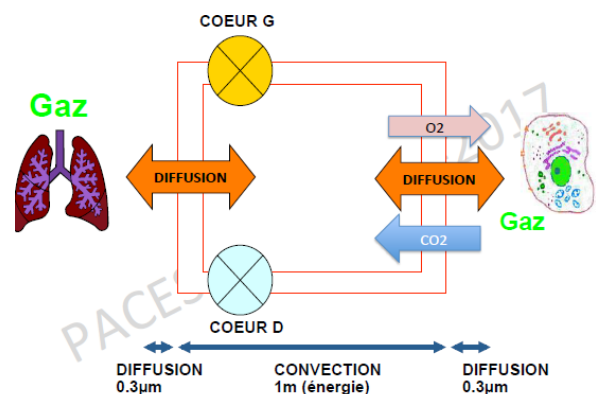 COEUR G
Gaz
O2
DIFFUSION
DIFFUSION
Gaz
CO2
COEUR D
PACES 2017
DIFFUSION
0.3µm
CONVECTION
1m (énergie)
DIFFUSION
0.3µm